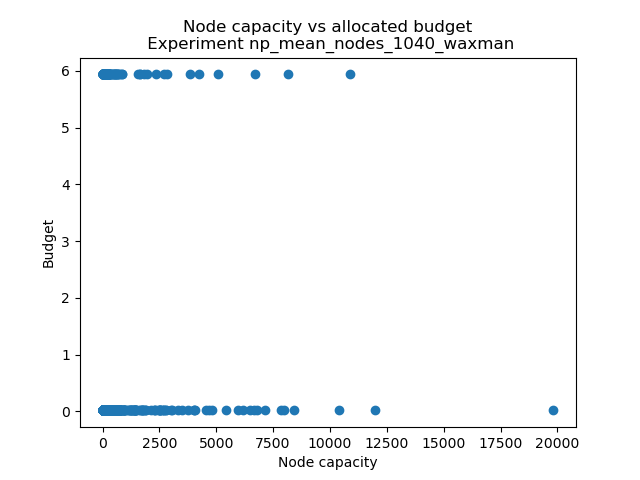 Node capacity vs allocated budget
Experiment np_mean_nodes_1040_waxman
6
5
4
3
2
1
0
Budget
0 2500 5000 7500 10000 12500 15000 17500 20000
Node capacity